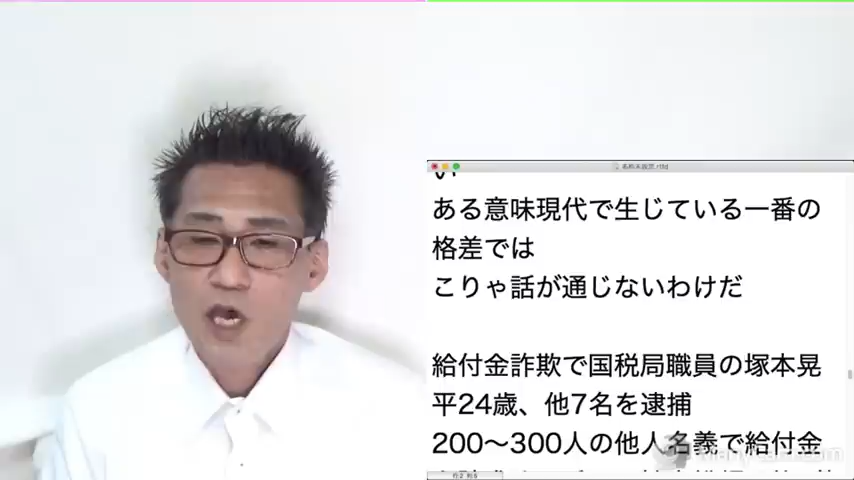 い
ある意味現代で生じている一番の
格差では
こりゃ話が通じないわけだ
給付金詐欺で国税局職員の塚本晃
平24歳、他7名を逮捕
200〜300人の他人名義で給付金